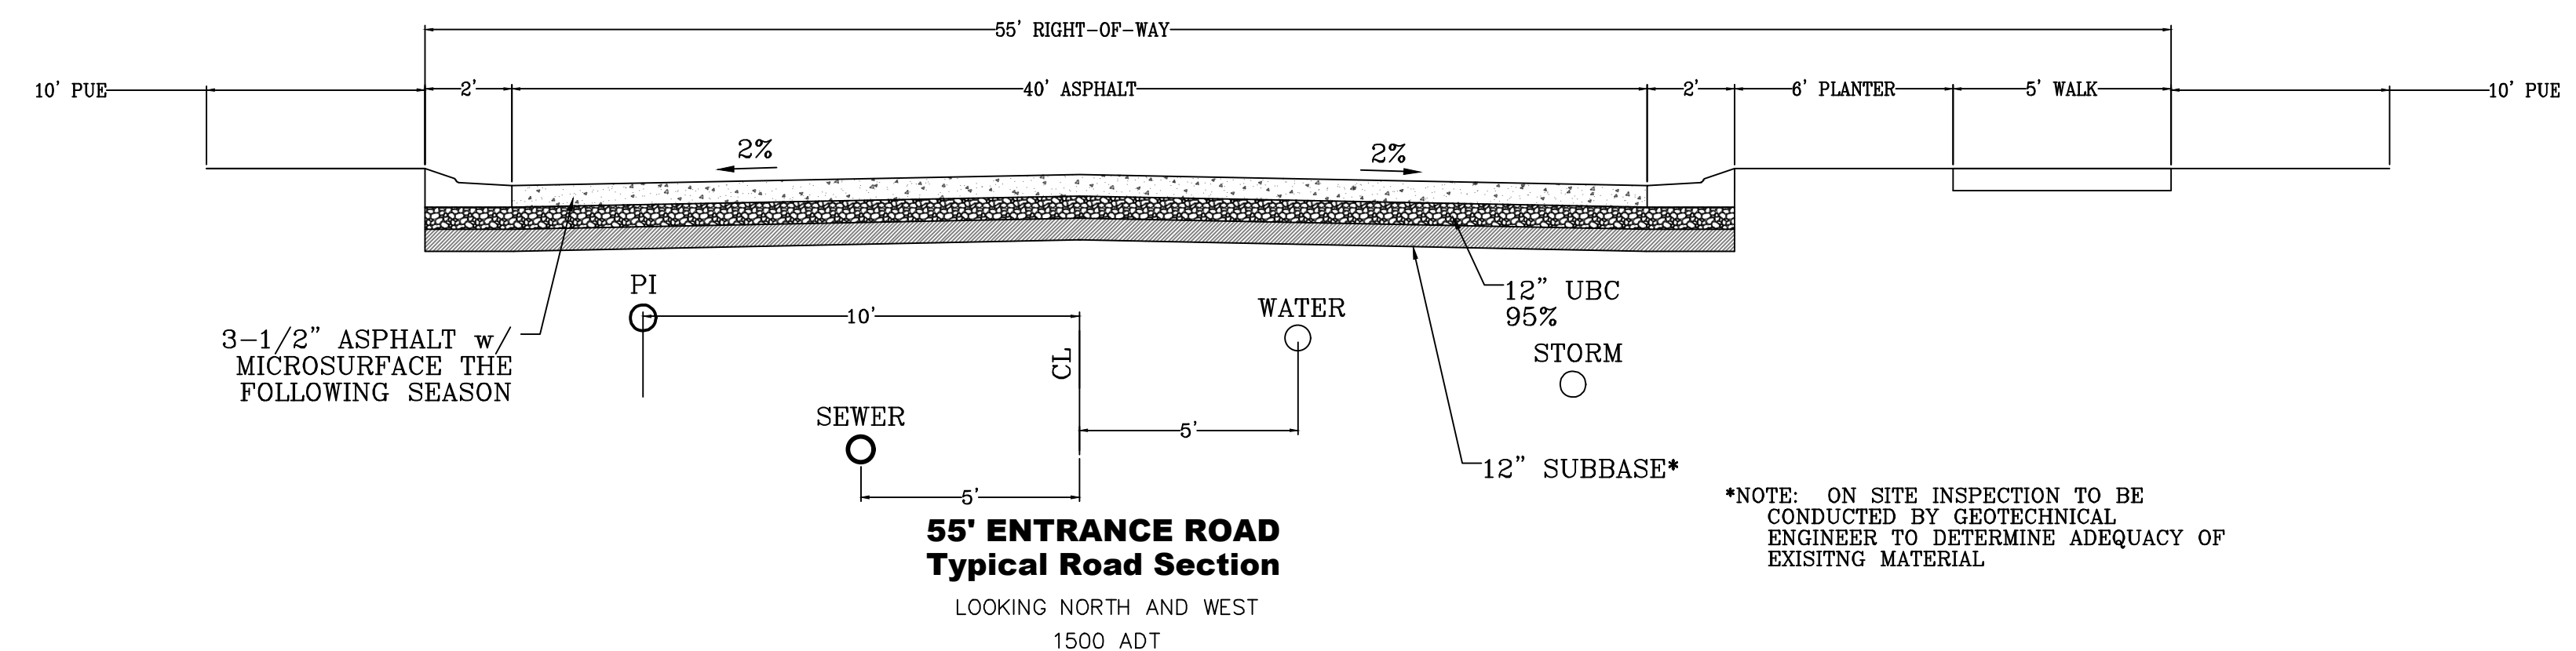 55' RIGHT-OF-WAY
10' PUE
2'
40' ASPHALT
2'
6' PLANTER
5' WALK
10' PUE
2%
2%
PI
10'
CL
WATER
12" UBC
95%
3-1/2" ASPHALT w/
MICROSURFACE THE
FOLLOWING SEASON
STORM
SEWER
5'
12" SUBBASE*
5'
*NOTE: ON SITE INSPECTION TO BE
CONDUCTED BY GEOTECHNICAL
ENGINEER TO DETERMINE ADEQUACY OF
EXISITNG MATERIAL
55' ENTRANCE ROAD
Typical Road Section
LOOKING NORTH AND WEST
1500 ADT